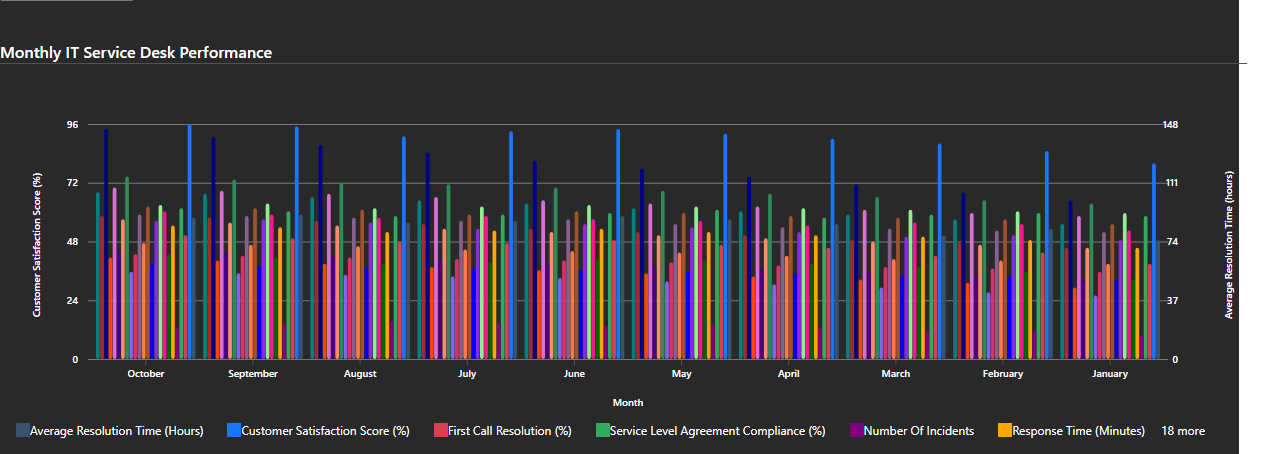 Monthly IT Service Desk Performance
96
72
48
24
0
Customer Satisfaction Score (%)
148
111
74
37
0
Average Resolution Time (hours)
October September August July June May April March February January
Month
Average Resolution Time (Hours) Customer Satisfaction Score (%) First Call Resolution (%) Service Level Agreement Compliance (%) Number Of Incidents Response Time (Minutes) 18 more